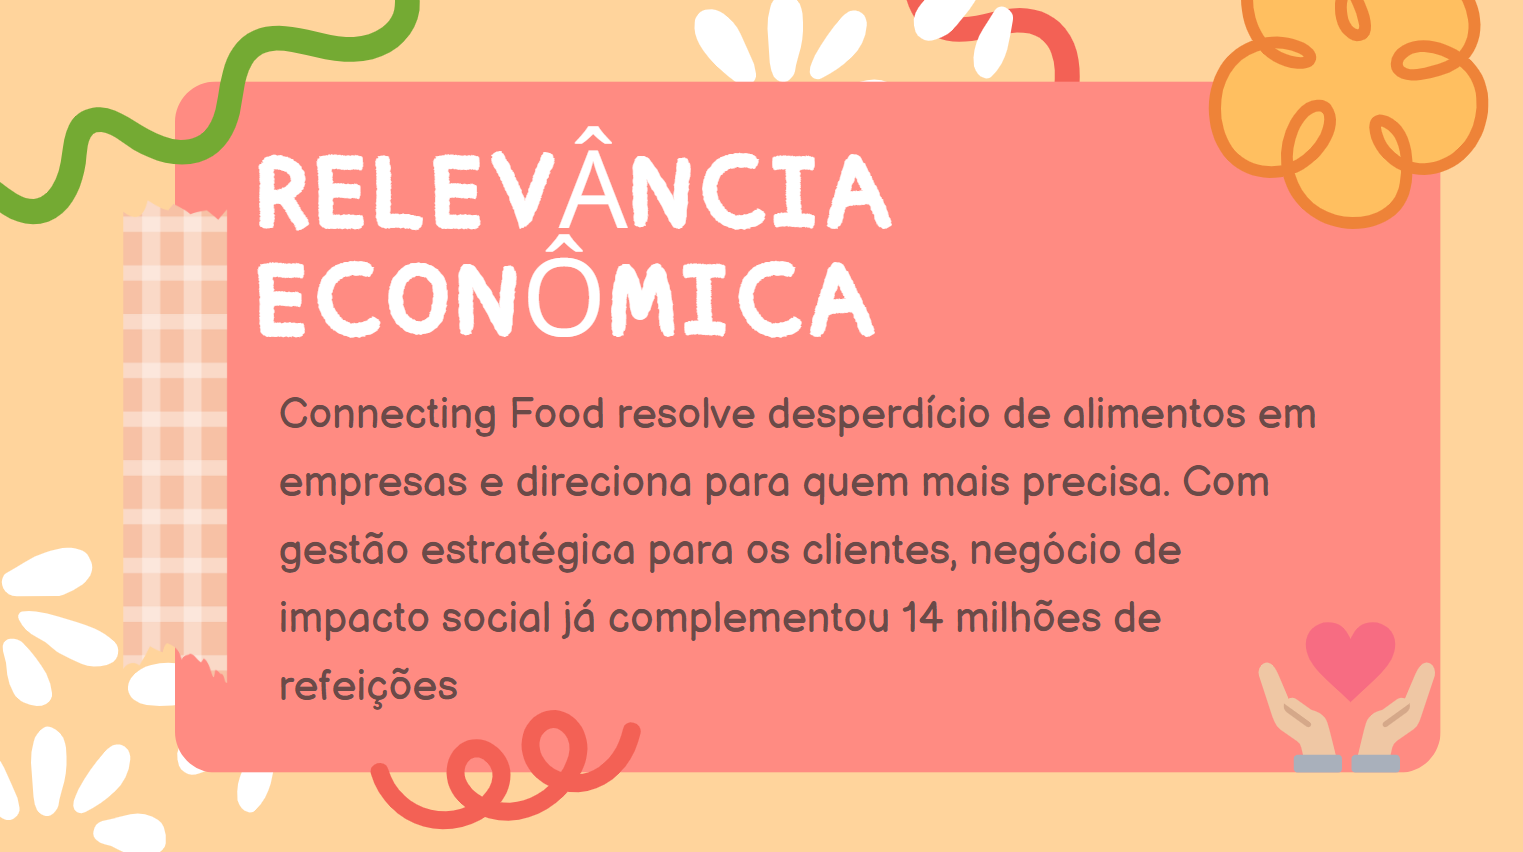 RELEVÂNCIA
ECONÔMICA
Connecting Food resolve desperdício de alimentos em
empresas e direciona para quem mais precisa. Com
gestão estratégica para os clientes, negócio de
impacto social já complementou 14 milhões de
refeições